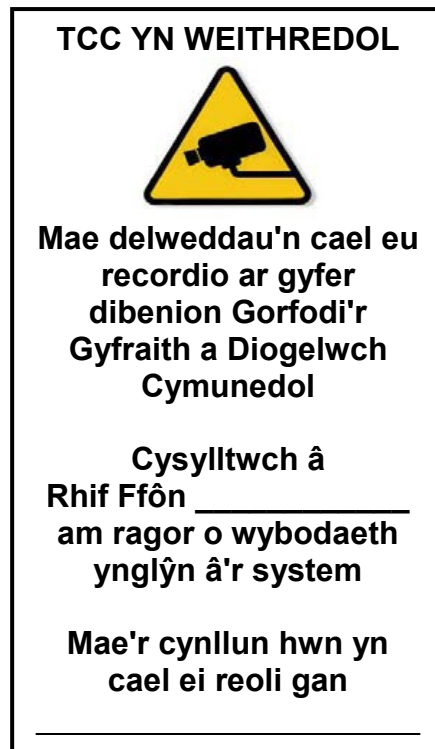 TCC YN WEITHREDOL
Mae delweddau'n cael eu
recordio ar gyfer
dibenion Gorfodi'r
Gyfraith a Diogelwch
Cymunedol
Cysylltwch â
Rhif Ffôn ____________
am ragor o wybodaeth
ynglŷn â'r system
Mae'r cynllun hwn yn
cael ei reoli gan